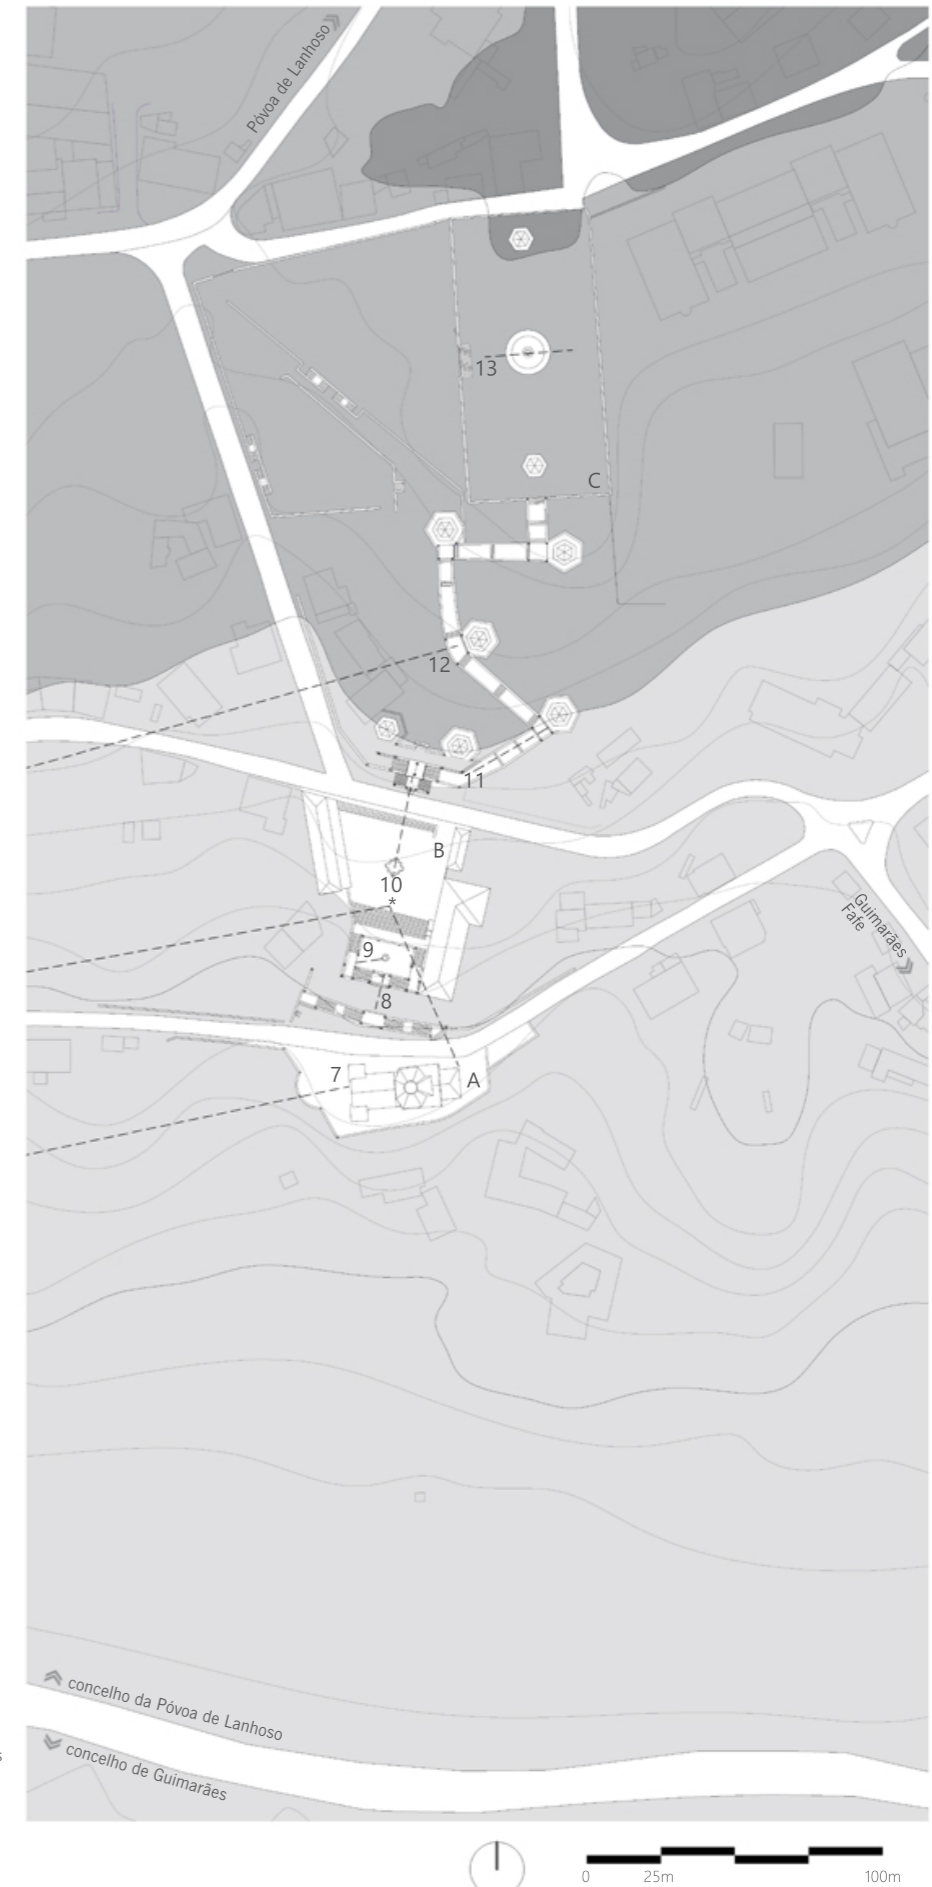 Póvoa de Lanhoso
13
C
12
11
B
10
*
9
8
7
A
Guimarães
Fafe
concelho da Póvoa de Lanhoso
concelho de Guimarães
s
0 25m 100m